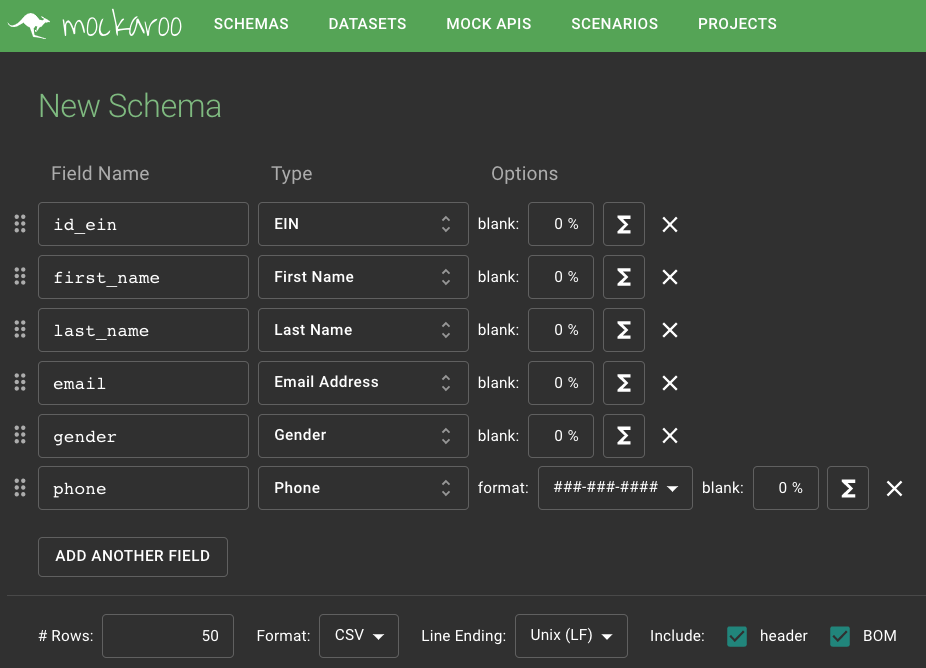 mockaroo SCHEMAS DATASETS MOCK APIS SCENARIOS PROJECTS
New Schema
Field Name Type Options
id_ein EIN blank: 0 % Σ
first_name First Name blank: 0 % Σ
last_name Last Name blank: 0 % Σ
email Email Address blank: 0 % Σ
gender Gender blank: 0 % Σ
phone Phone format: ###-###-#### blank: 0 % Σ
ADD ANOTHER FIELD
# Rows: 50 Format: CSV Line Ending: Unix (LF) Include: header BOM